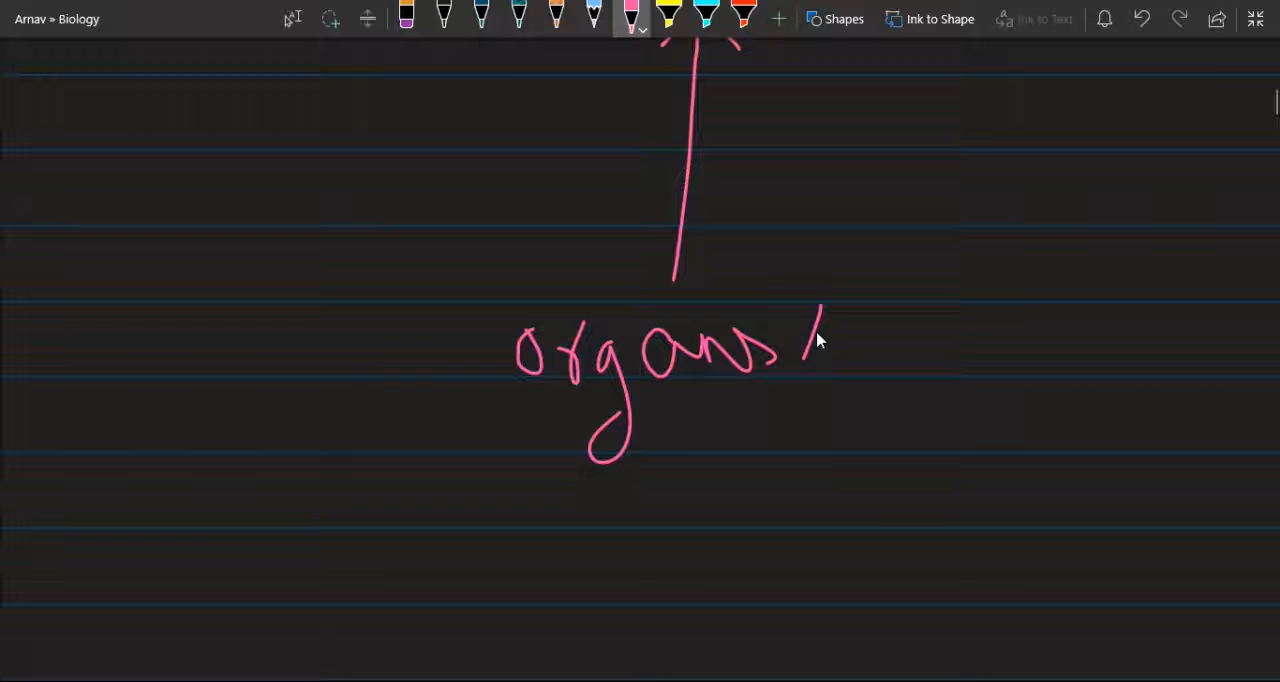 Arnav » Biology
Shapes
Ink to Shape
Ink to Text
organs /